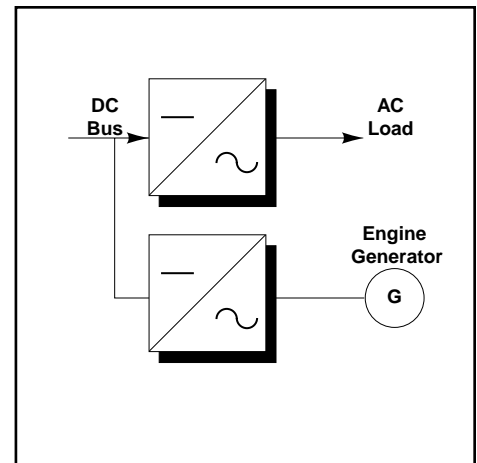 DC
Bus
AC
Load
Engine
Generator
G